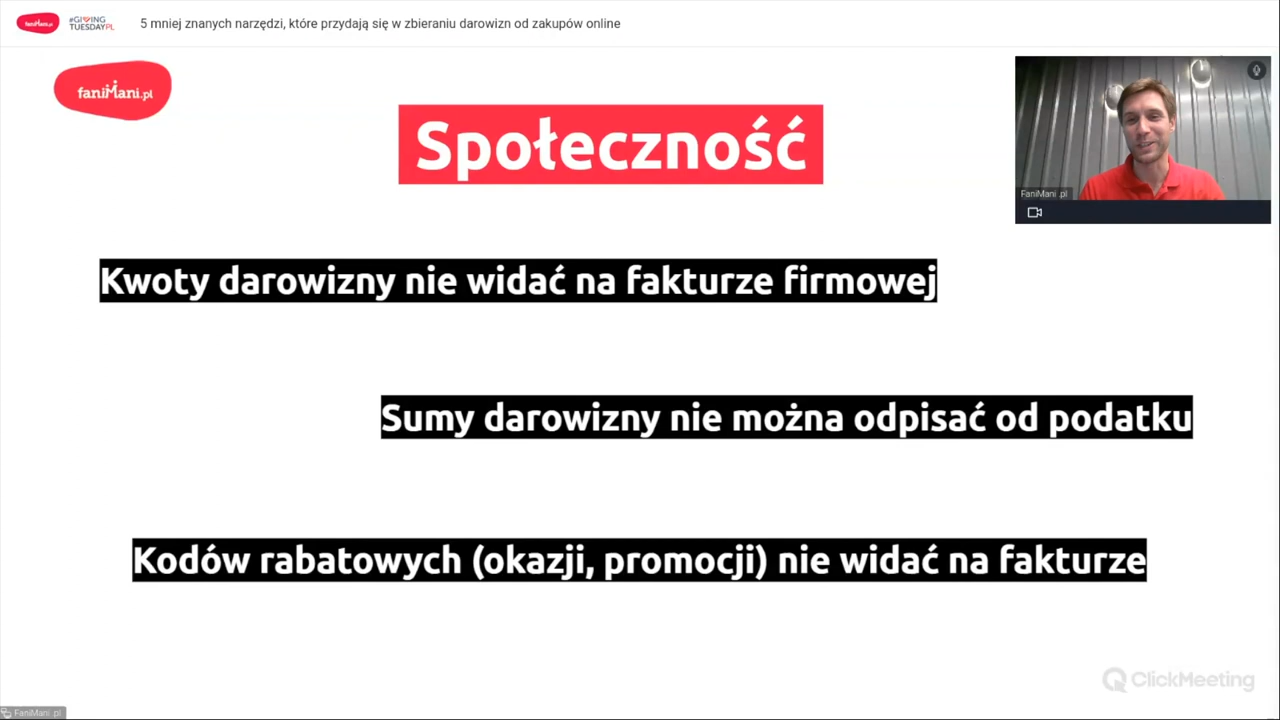 faniMani.pl
#GIVING
TUESDAYPL
5 mniej znanych narzędzi, które przydają się w zbieraniu darowizn od zakupów online
faniMani.pl
Społeczność
FaniMani .pl
Kwoty darowizny nie widać na fakturze firmowej
Sumy darowizny nie można odpisać od podatku
Kodów rabatowych (okazji, promocji) nie widać na fakturze
ClickMeeting
FaniMani .pl